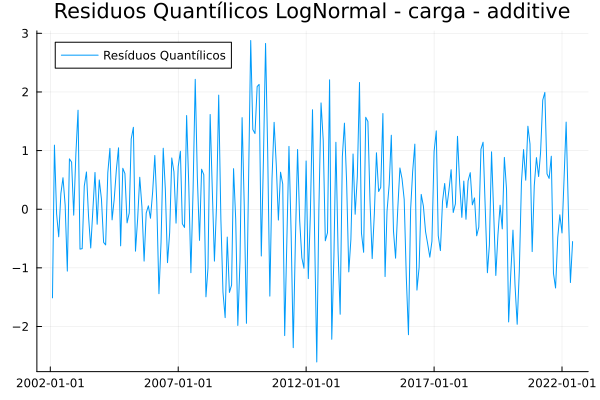 Residuos Quantílicos LogNormal - carga - additive
Resíduos Quantílicos
3
2
1
0
−1
−2
2002-01-01 2007-01-01 2012-01-01 2017-01-01 2022-01-01